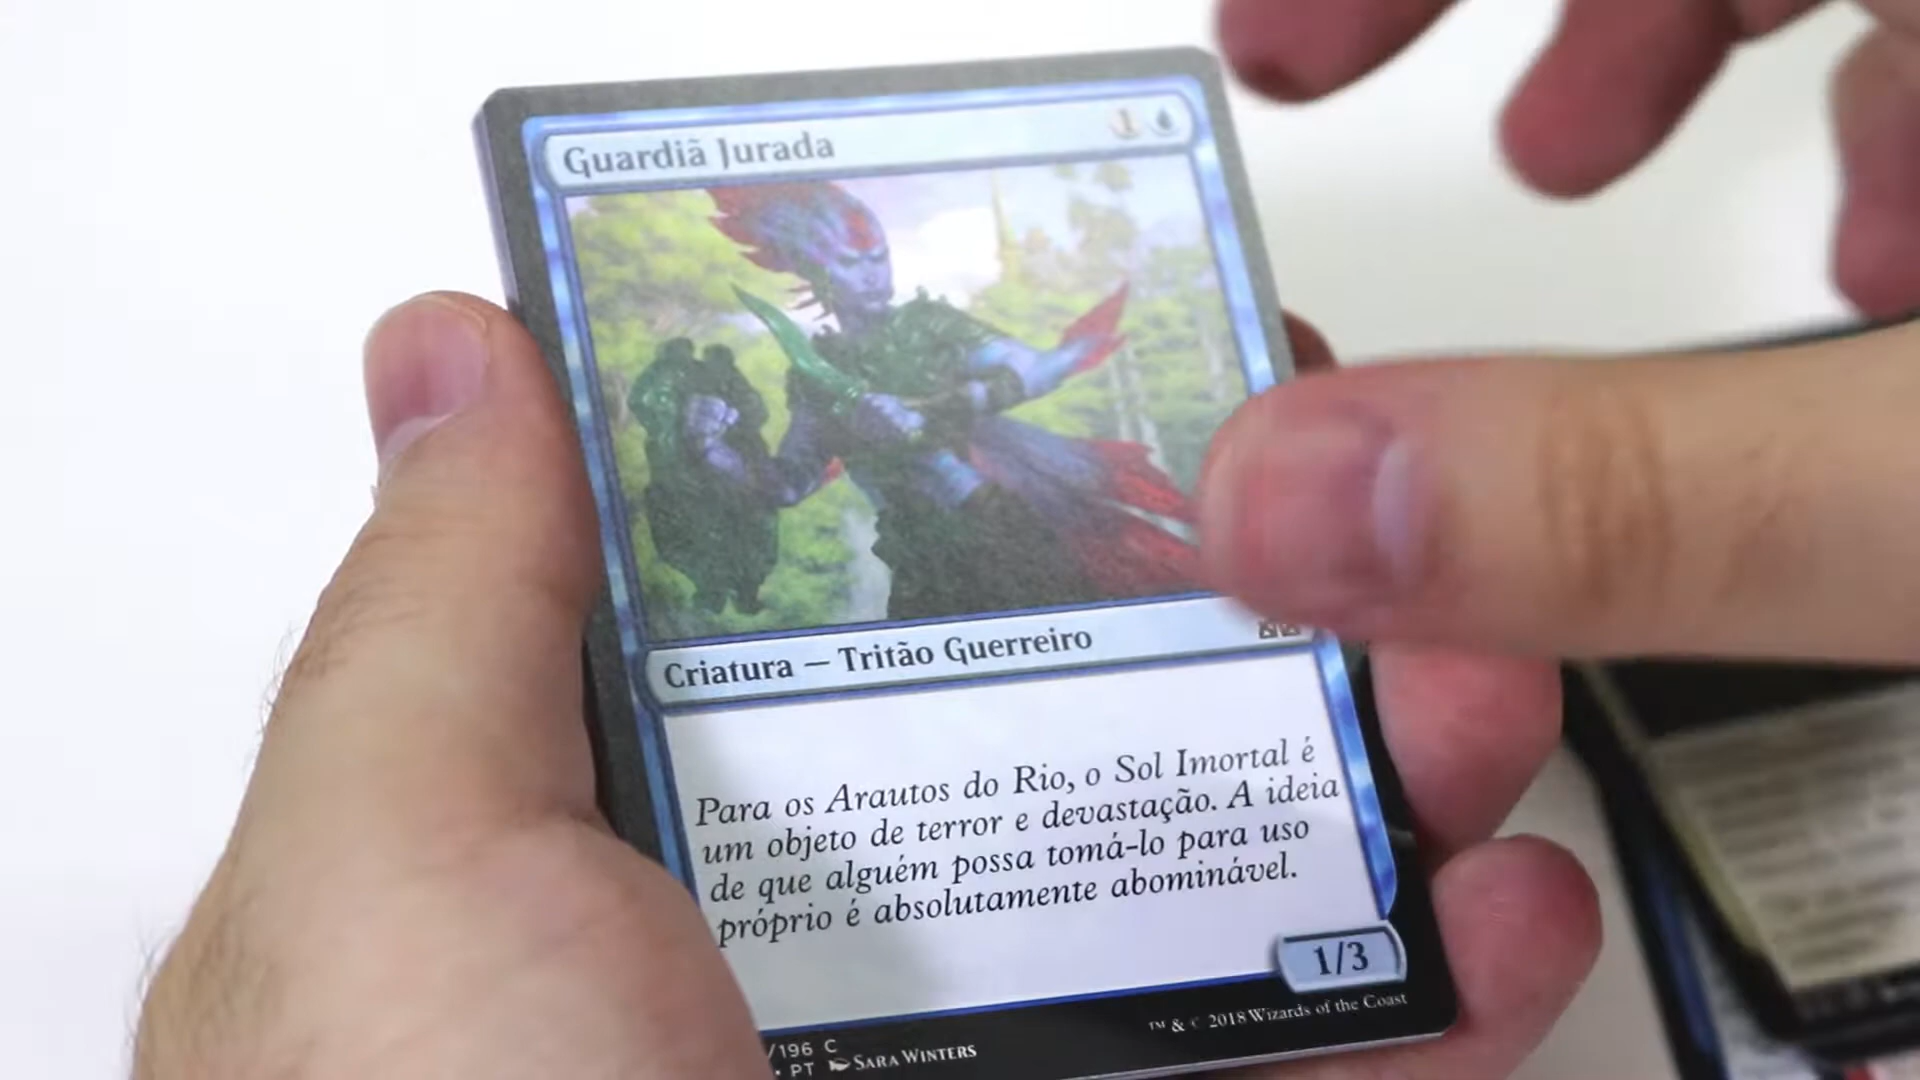 Guardiã Jurada
1
Criatura — Tritão Guerreiro
Para os Arautos do Rio, o Sol Imortal é
um objeto de terror e devastação. A ideia
de que alguém possa tomá-lo para uso
próprio é absolutamente abominável.
1/3
™ & © 2018 Wizards of the Coast
/196 C
• PT SARA WINTERS